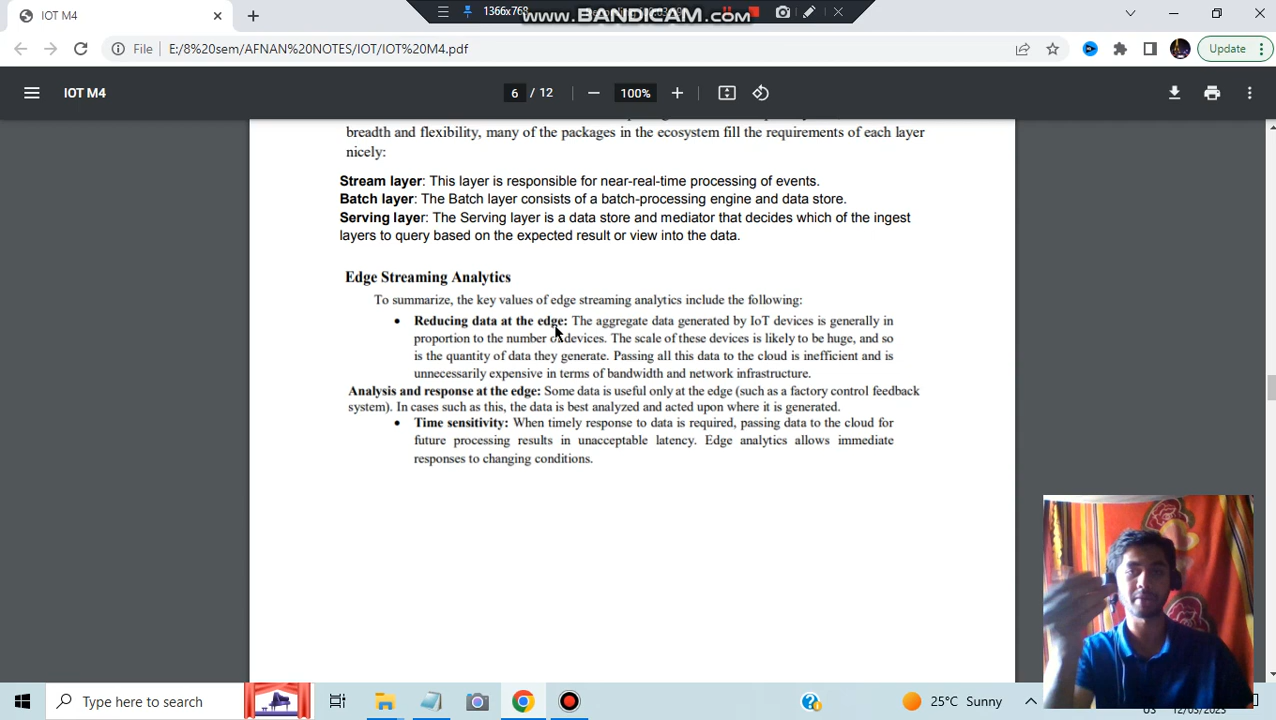 IOT M4
1366x768
www.BANDICAM.com
File
E:/8%20sem/AFNAN%20NOTES/IOT/IOT%20M4.pdf
Update
IOT M4
6 / 12
100%
breadth and flexibility, many of the packages in the ecosystem fill the requirements of each layer
nicely:
Stream layer: This layer is responsible for near-real-time processing of events.
Batch layer: The Batch layer consists of a batch-processing engine and data store.
Serving layer: The Serving layer is a data store and mediator that decides which of the ingest
layers to query based on the expected result or view into the data.
Edge Streaming Analytics
To summarize, the key values of edge streaming analytics include the following:
• Reducing data at the edge: The aggregate data generated by IoT devices is generally in
proportion to the number of devices. The scale of these devices is likely to be huge, and so
is the quantity of data they generate. Passing all this data to the cloud is inefficient and is
unnecessarily expensive in terms of bandwidth and network infrastructure.
Analysis and response at the edge: Some data is useful only at the edge (such as a factory control feedback
system). In cases such as this, the data is best analyzed and acted upon where it is generated.
• Time sensitivity: When timely response to data is required, passing data to the cloud for
future processing results in unacceptable latency. Edge analytics allows immediate
responses to changing conditions.
Type here to search
25°C Sunny